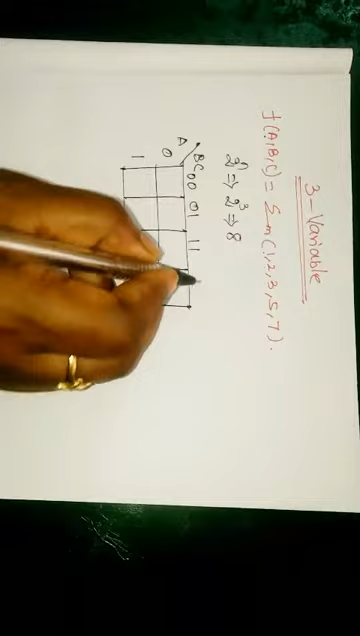 3-Variable
f(A,B,C) = Σm(1,2,3,5,7).
2ⁿ ⇒ 2³ ⇒ 8
A BC 00 01 11
0
1